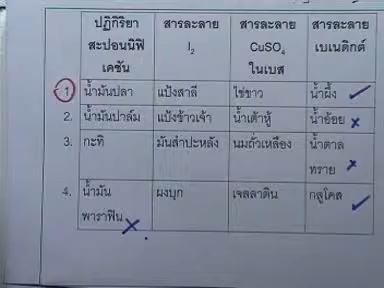 ปฏิกิริยา สารละลาย สารละลาย สารละลาย
สะปอนนิฟิ I₂ CuSO₄ เบเนดิกต์
เคชัน ในเบส
1 น้ำมันปลา แป้งสาลี ไข่ขาว น้ำผึ้ง
2. น้ำมันปาล์ม แป้งข้าวเจ้า น้ำเต้าหู้ น้ำอ้อย
3. กะทิ มันสำปะหลัง นมถั่วเหลือง น้ำตาล
ทราย
4. น้ำมัน ผงบุก เจลลาติน กลูโคส
พาราฟิน